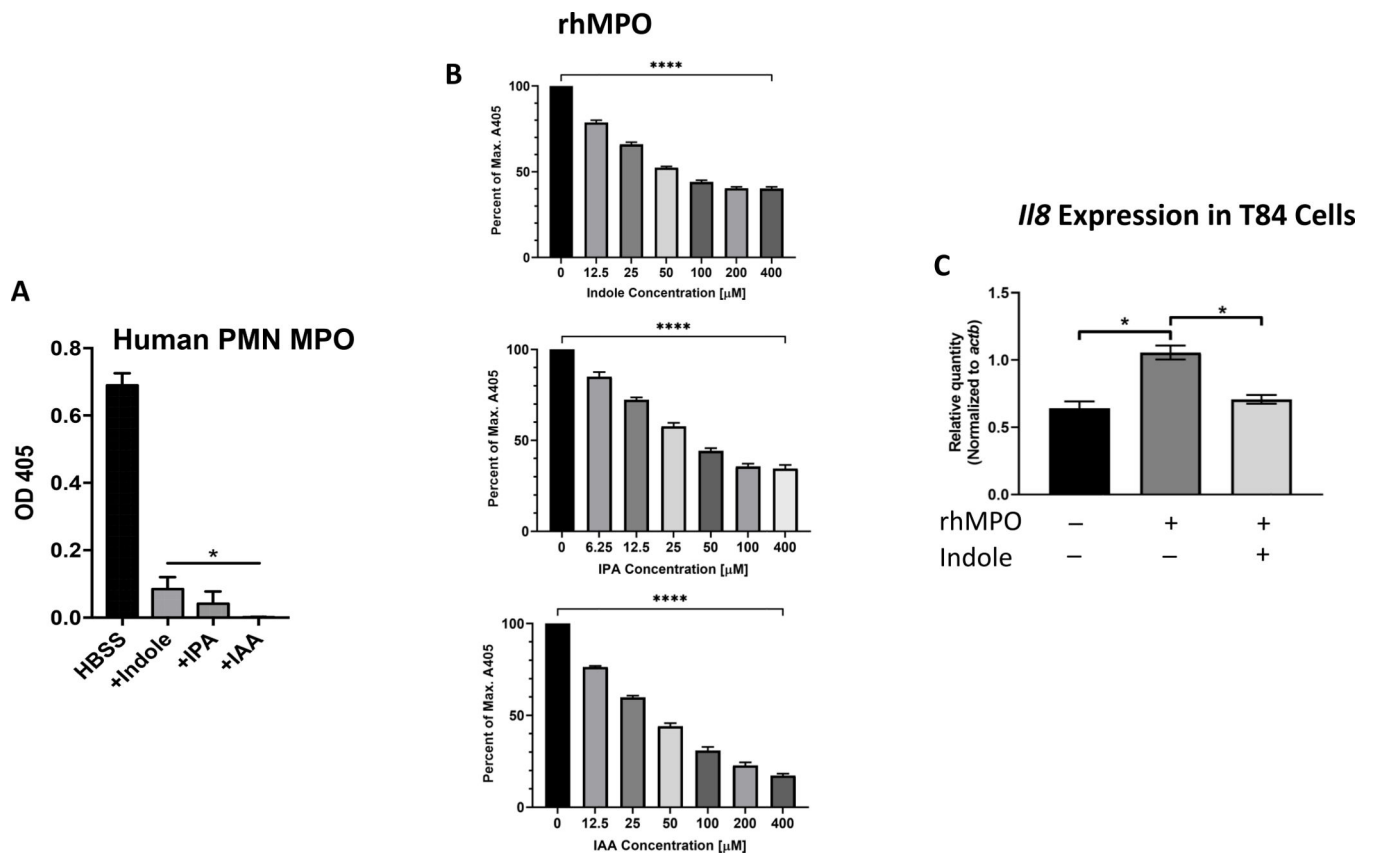 A
Human PMN MPO
OD 405
0.8
0.6
0.4
0.2
0.0
HBSS
+Indole
+IPA
+IAA
*
rhMPO
B
****
Percent of Max. A405
100
50
0
0 12.5 25 50 100 200 400
Indole Concentration [μM]
****
Percent of Max. A405
100
50
0
0 6.25 12.5 25 50 100 400
IPA Concentration [μM]
****
Percent of Max. A405
100
50
0
0 12.5 25 50 100 200 400
IAA Concentration [μM]
Il8 Expression in T84 Cells
C
Relative quantity
(Normalized to actb)
1.5
1.0
0.5
0.0
* *
rhMPO – + +
Indole – – +